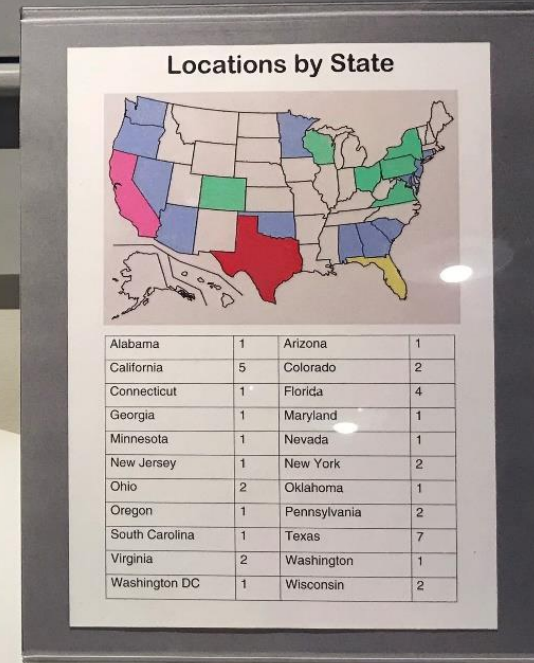 Locations by State
Alabama 1 Arizona 1
California 5 Colorado 2
Connecticut 1 Florida 4
Georgia 1 Maryland 1
Minnesota 1 Nevada 1
New Jersey 1 New York 2
Ohio 2 Oklahoma 1
Oregon 1 Pennsylvania 2
South Carolina 1 Texas 7
Virginia 2 Washington 1
Washington DC 1 Wisconsin 2